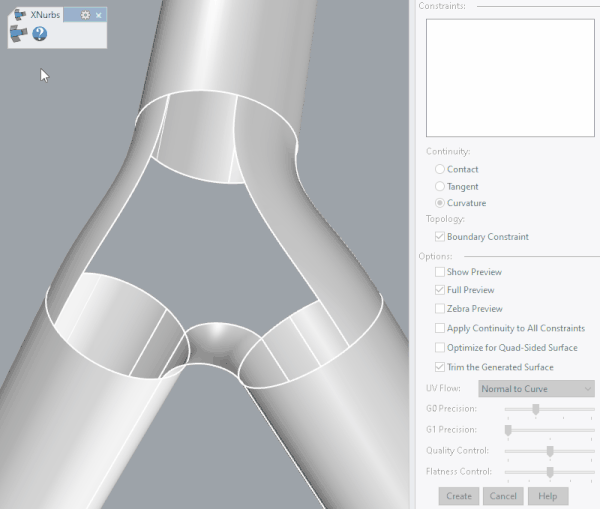 XNurbs
Constraints:
Continuity:
Contact
Tangent
Curvature
Topology:
Boundary Constraint
Options:
Show Preview
Full Preview
Zebra Preview
Apply Continuity to All Constraints
Optimize for Quad-Sided Surface
Trim the Generated Surface
UV Flow: Normal to Curve
G0 Precision:
G1 Precision:
Quality Control:
Flatness Control:
Create Cancel Help